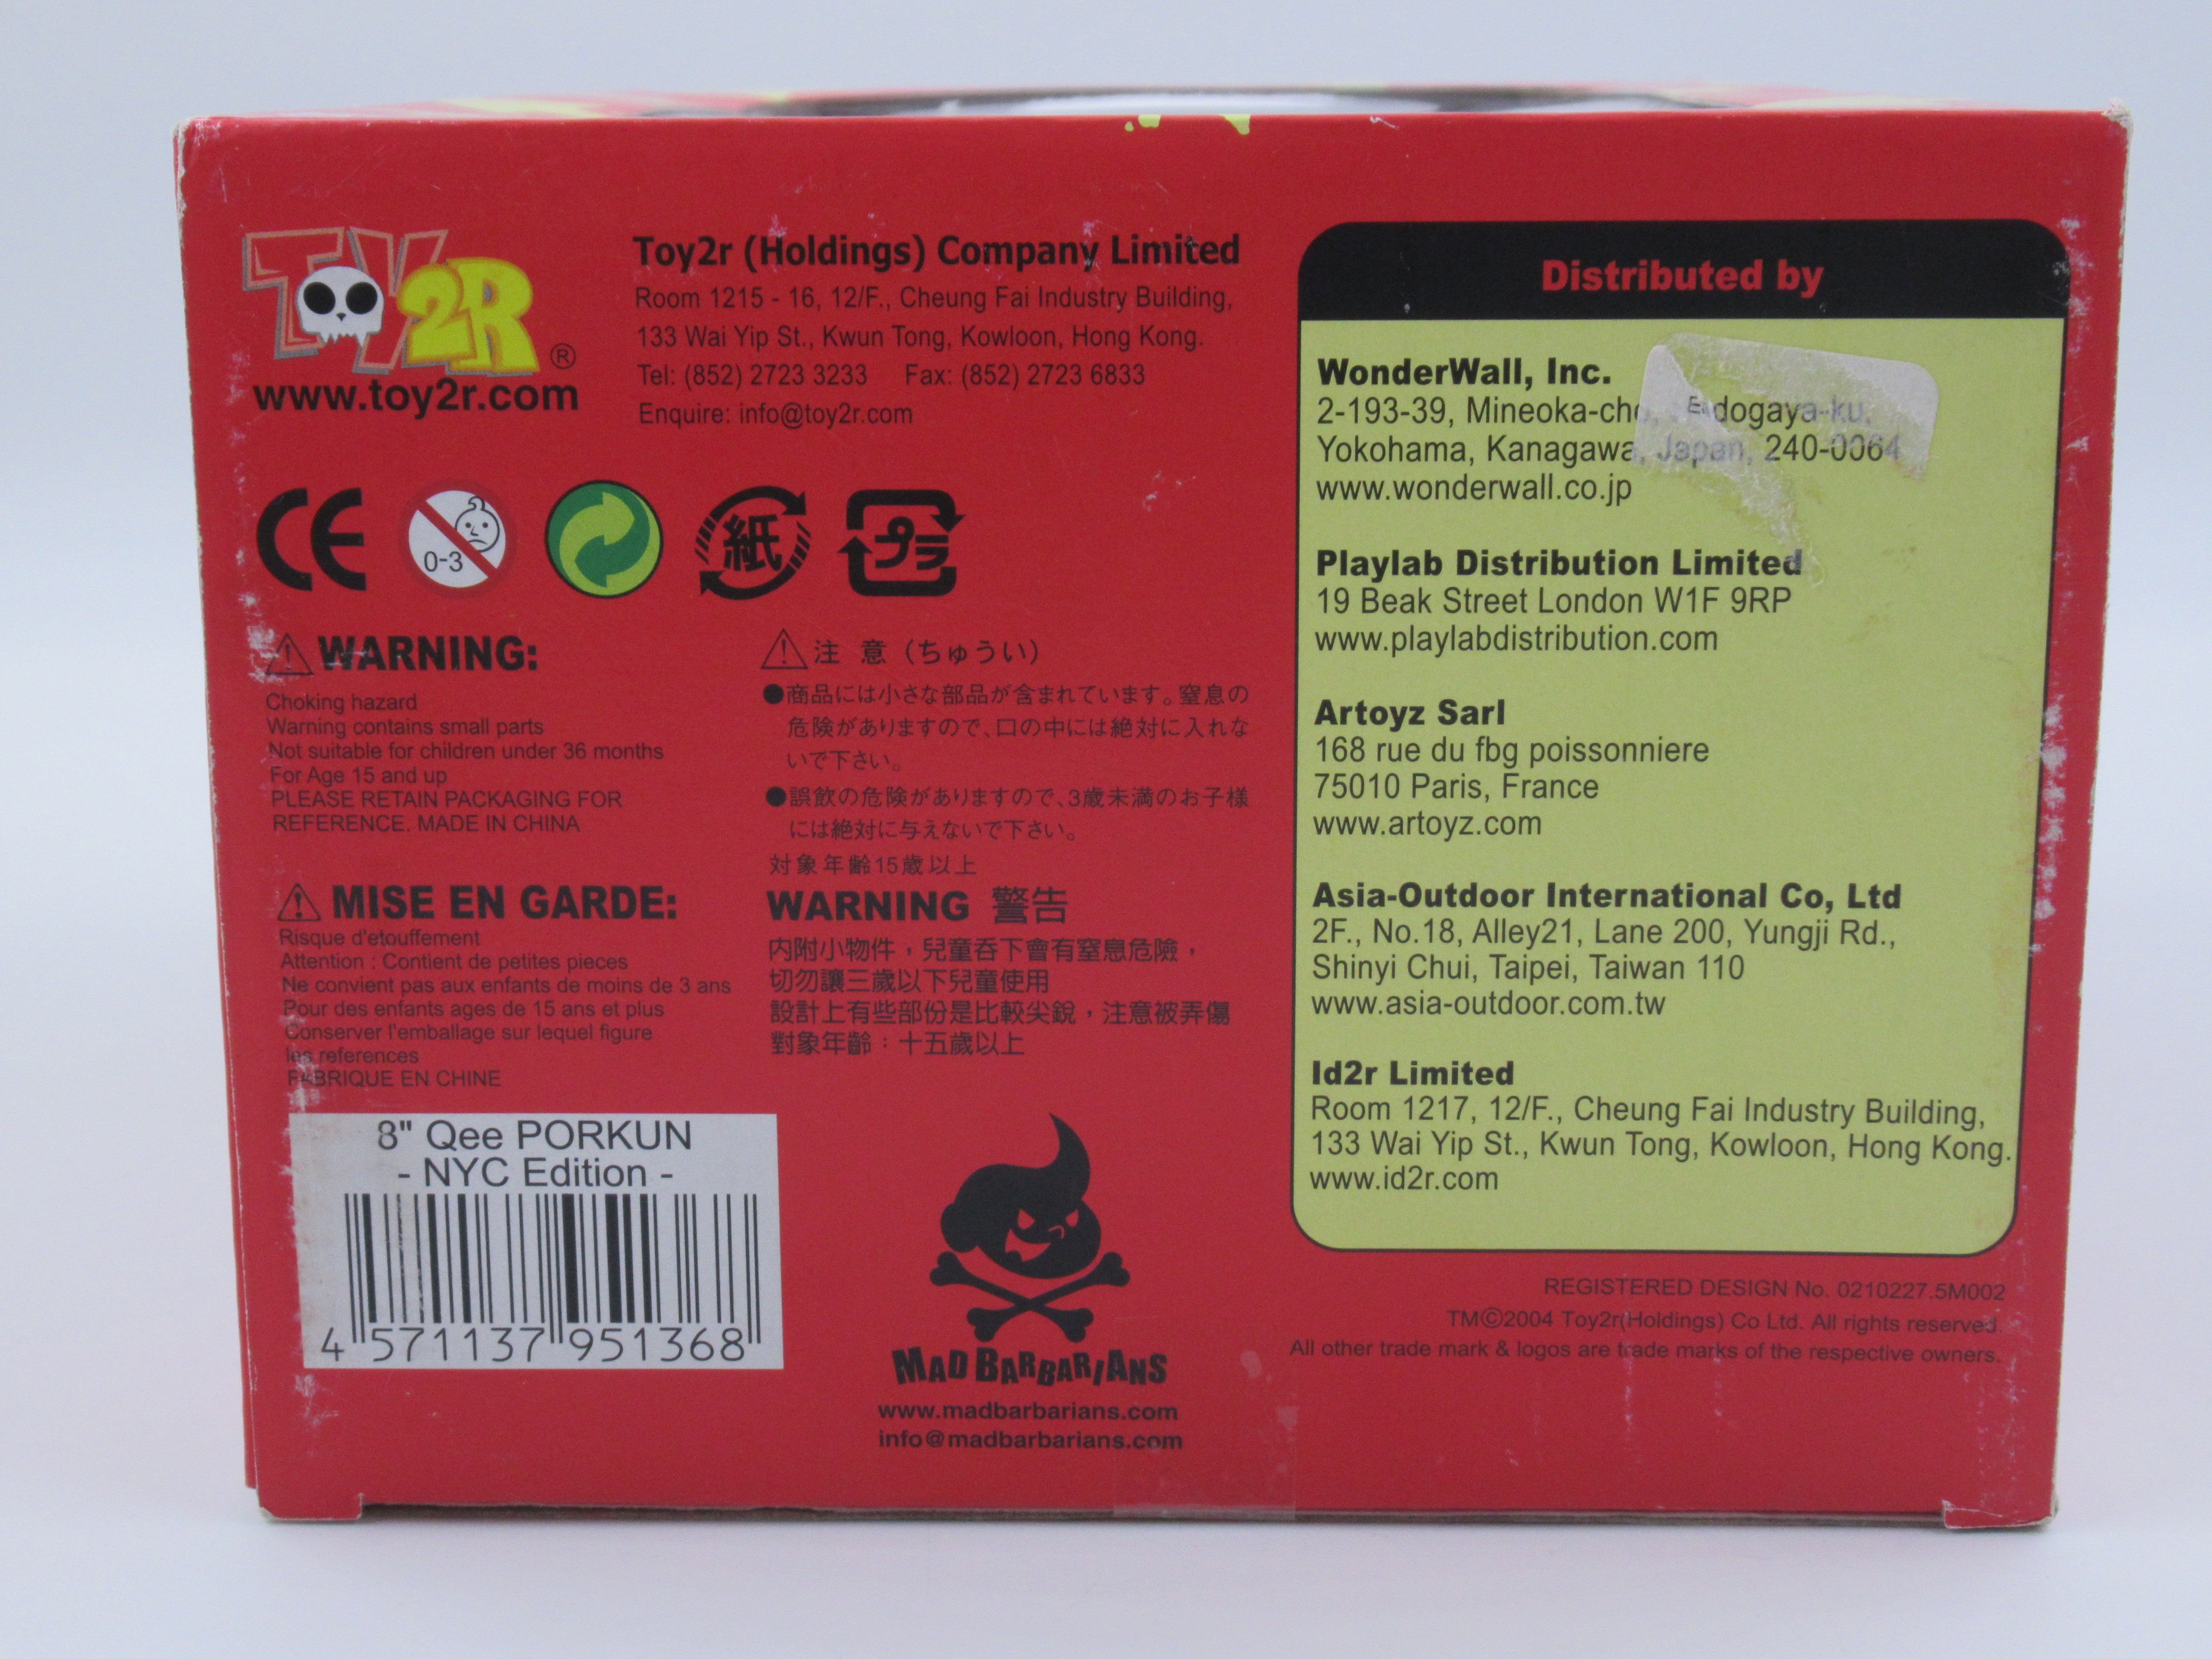 TOY2R®
www.toy2r.com
Toy2r (Holdings) Company Limited
Room 1215 - 16, 12/F., Cheung Fai Industry Building,
133 Wai Yip St., Kwun Tong, Kowloon, Hong Kong.
Tel: (852) 2723 3233 Fax: (852) 2723 6833
Enquire: info@toy2r.com
CE
0-3
紙
プラ
WARNING:
Choking hazard
Warning contains small parts
Not suitable for children under 36 months
For Age 15 and up
PLEASE RETAIN PACKAGING FOR
REFERENCE. MADE IN CHINA
MISE EN GARDE:
Risque d'etouffement
Attention : Contient de petites pieces
Ne convient pas aux enfants de moins de 3 ans
Pour des enfants ages de 15 ans et plus
Conserver l'emballage sur lequel figure
les references
FABRIQUE EN CHINE
注 意（ちゅうい）
●商品には小さな部品が含まれています。窒息の
危険がありますので、口の中には絶対に入れな
いで下さい。
●誤飲の危険がありますので、3歳未満のお子様
には絶対に与えないで下さい。
対象年齢15歳以上
WARNING 警告
内附小物件，兒童吞下會有窒息危險，
切勿讓三歲以下兒童使用
設計上有些部份是比較尖銳，注意被弄傷
對象年齡：十五歲以上
8" Qee PORKUN
- NYC Edition -
4 571137 951368
MAD BARBARIANS
www.madbarbarians.com
info@madbarbarians.com
Distributed by
WonderWall, Inc.
2-193-39, Mineoka-cho,
Yokohama, Kanagawa, Japan, 240-0064
www.wonderwall.co.jp
Playlab Distribution Limited
19 Beak Street London W1F 9RP
www.playlabdistribution.com
Artoyz Sarl
168 rue du fbg poissonniere
75010 Paris, France
www.artoyz.com
Asia-Outdoor International Co, Ltd
2F., No.18, Alley21, Lane 200, Yungji Rd.,
Shinyi Chui, Taipei, Taiwan 110
www.asia-outdoor.com.tw
Id2r Limited
Room 1217, 12/F., Cheung Fai Industry Building,
133 Wai Yip St., Kwun Tong, Kowloon, Hong Kong.
www.id2r.com
REGISTERED DESIGN No. 0210227.5M002
TM©2004 Toy2r(Holdings) Co Ltd. All rights reserved.
All other trade mark & logos are trade marks of the respective owners.